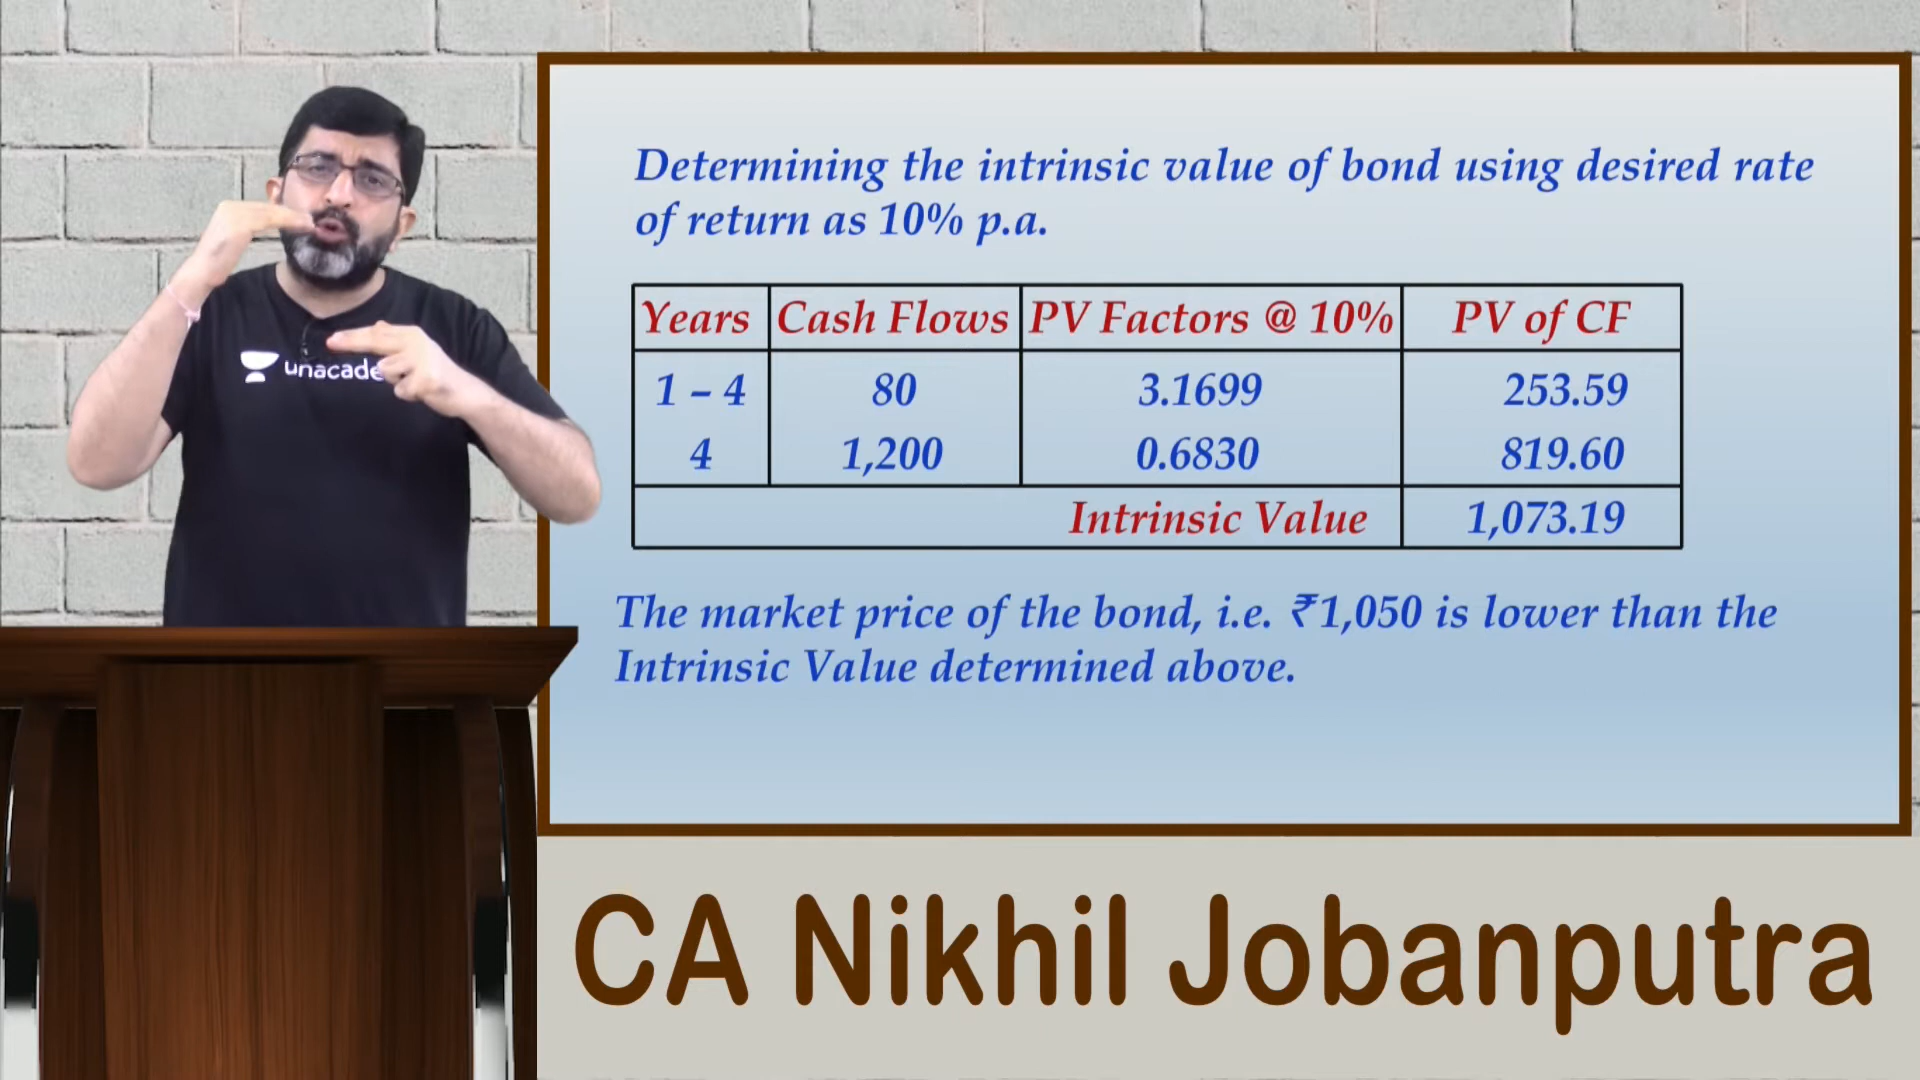 Determining the intrinsic value of bond using desired rate
of return as 10% p.a.
Years Cash Flows PV Factors @ 10% PV of CF
1 – 4 80 3.1699 253.59
4 1,200 0.6830 819.60
Intrinsic Value 1,073.19
The market price of the bond, i.e. ₹1,050 is lower than the
Intrinsic Value determined above.
unacade
CA Nikhil Jobanputra